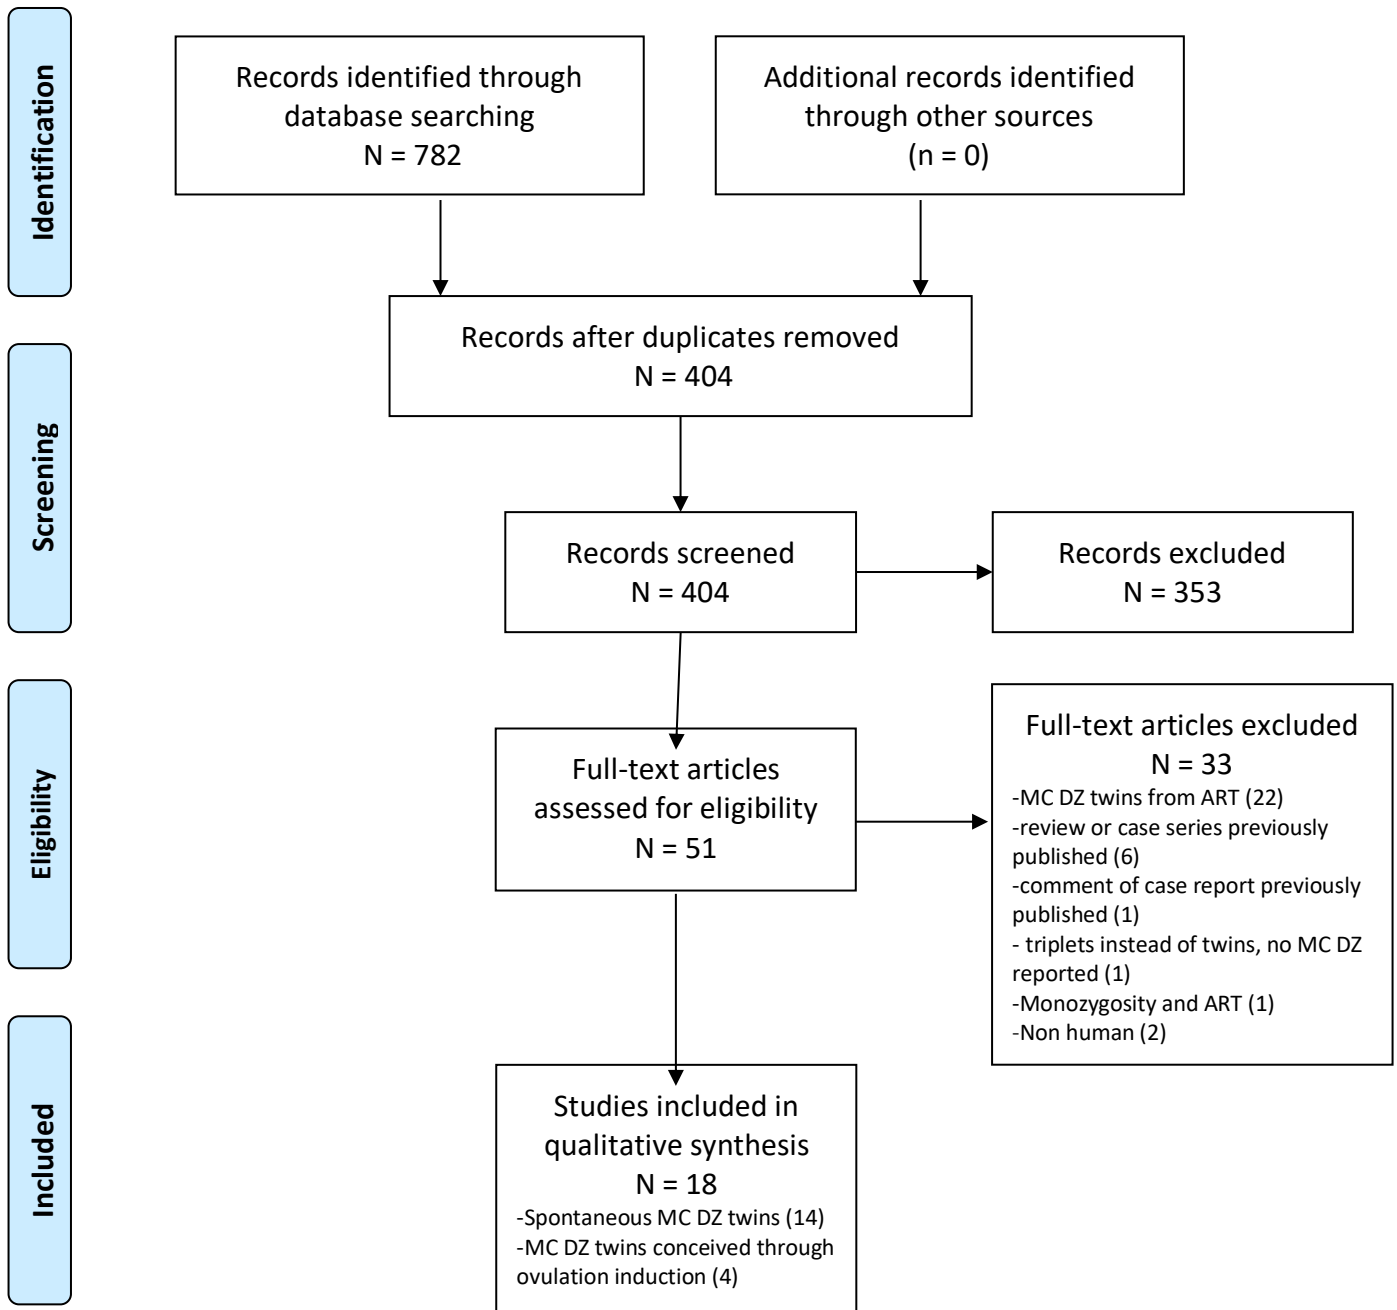 Identification
Records identified through
database searching
N = 782
Additional records identified
through other sources
(n = 0)
Records after duplicates removed
N = 404
Screening
Records screened
N = 404
Records excluded
N = 353
Eligibility
Full-text articles
assessed for eligibility
N = 51
Full-text articles excluded
N = 33
-MC DZ twins from ART (22)
-review or case series previously
published (6)
-comment of case report previously
published (1)
- triplets instead of twins, no MC DZ
reported (1)
-Monozygosity and ART (1)
-Non human (2)
Included
Studies included in
qualitative synthesis
N = 18
-Spontaneous MC DZ twins (14)
-MC DZ twins conceived through
ovulation induction (4)